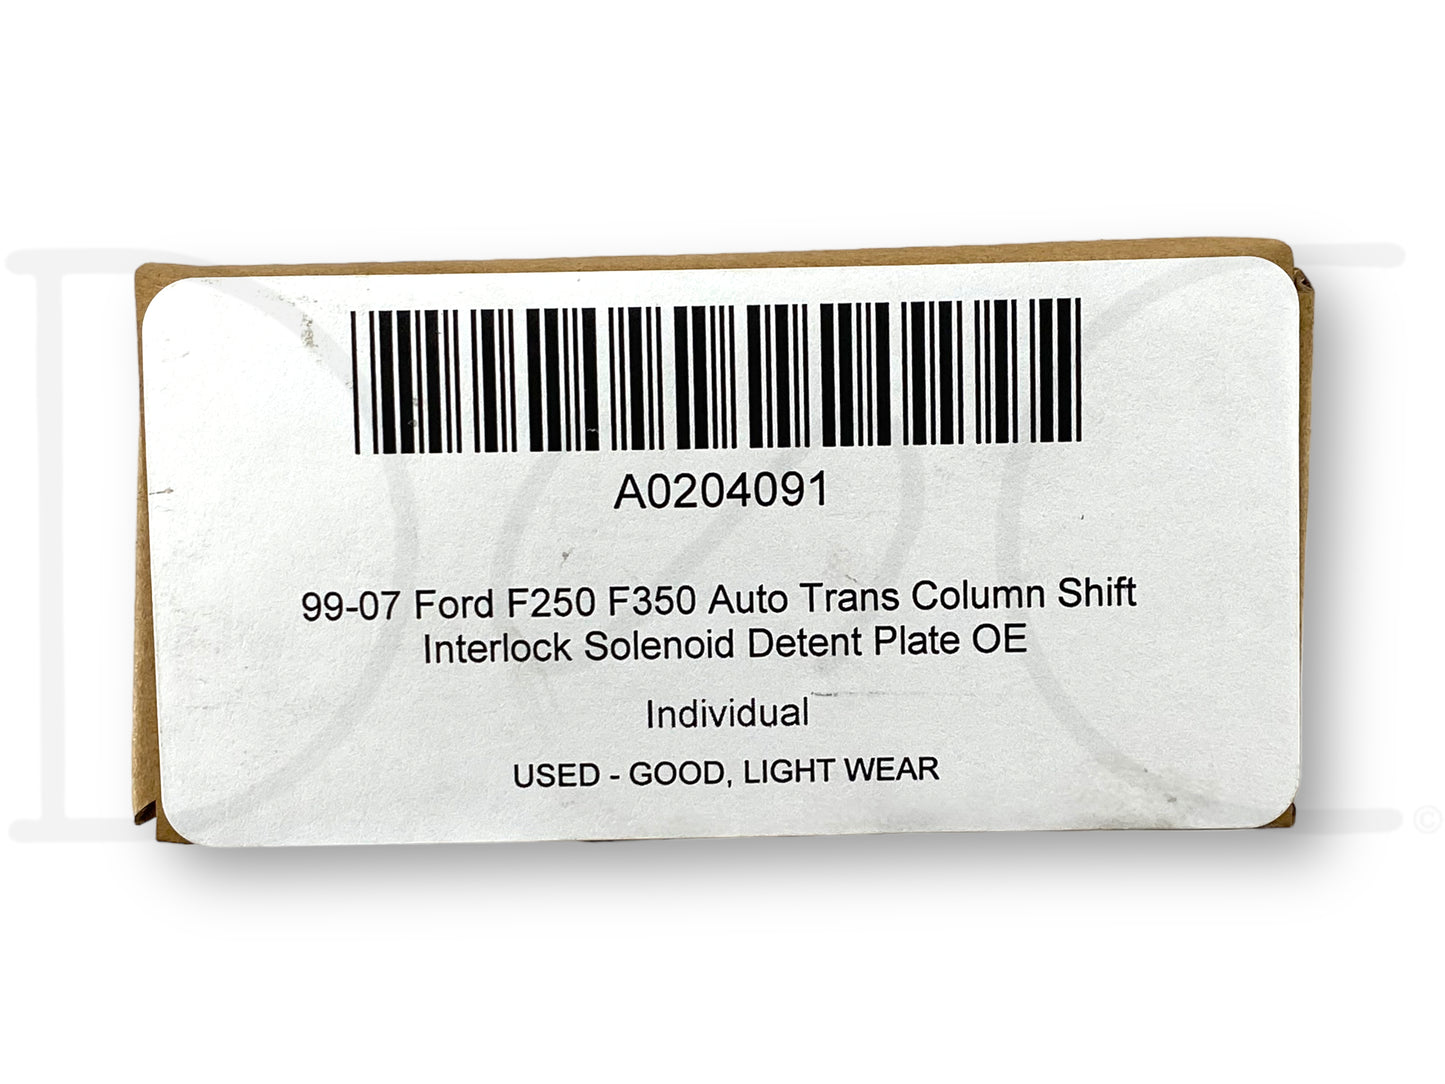 A0204091
99-07 Ford F250 F350 Auto Trans Column Shift
Interlock Solenoid Detent Plate OE
Individual
USED - GOOD, LIGHT WEAR
©